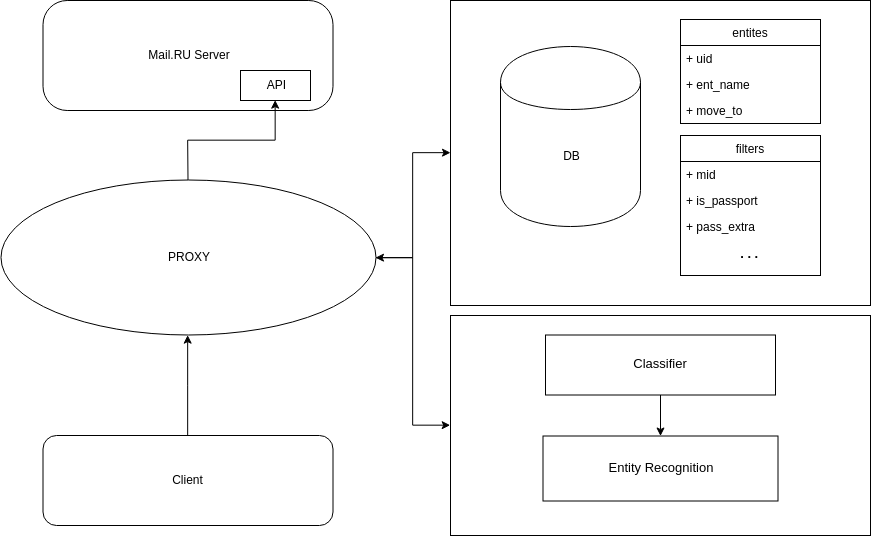 Mail.RU Server
API
PROXY
Client
DB
entites
+ uid
+ ent_name
+ move_to
filters
+ mid
+ is_passport
+ pass_extra
. . .
Classifier
Entity Recognition